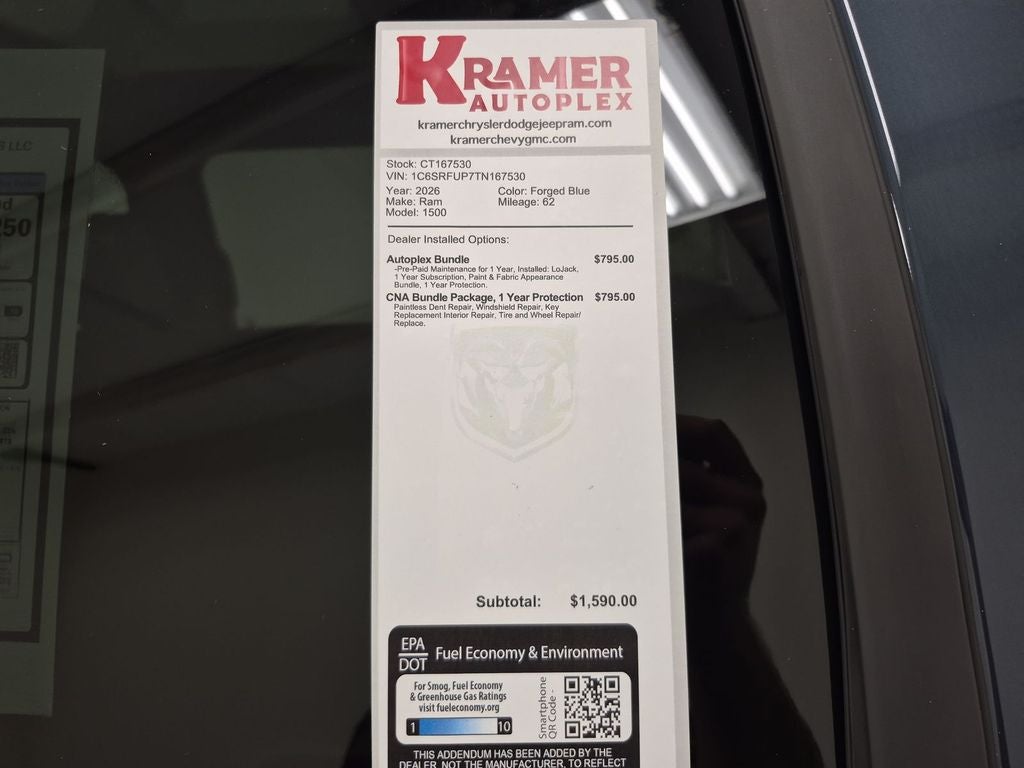 KRAMER
AUTOPLEX
kramerchryslerdodgejeepram.com
kramerchevygmc.com
Stock: CT167530
VIN: 1C6SRFUP7TN167530
Year: 2026 Color: Forged Blue
Make: Ram Mileage: 62
Model: 1500
Dealer Installed Options:
Autoplex Bundle $795.00
-Pre-Paid Maintenance for 1 Year, Installed: LoJack,
1 Year Subscription, Paint & Fabric Appearance
Bundle, 1 Year Protection.
CNA Bundle Package, 1 Year Protection $795.00
Paintless Dent Repair, Windshield Repair, Key
Replacement Interior Repair, Tire and Wheel Repair/
Replace.
Subtotal: $1,590.00
EPA
DOT Fuel Economy & Environment
For Smog, Fuel Economy
& Greenhouse Gas Ratings
visit fueleconomy.org
1 10
Smartphone
QR Code -
THIS ADDENDUM HAS BEEN ADDED BY THE
DEALER, NOT THE MANUFACTURER, TO REFLECT
S LLC
250